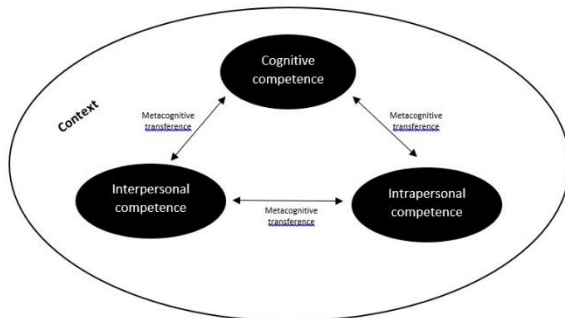 Cognitive
competence
Context
Metacognitive
transference
Metacognitive
transference
Interpersonal
competence
Intrapersonal
competence
Metacognitive
transference